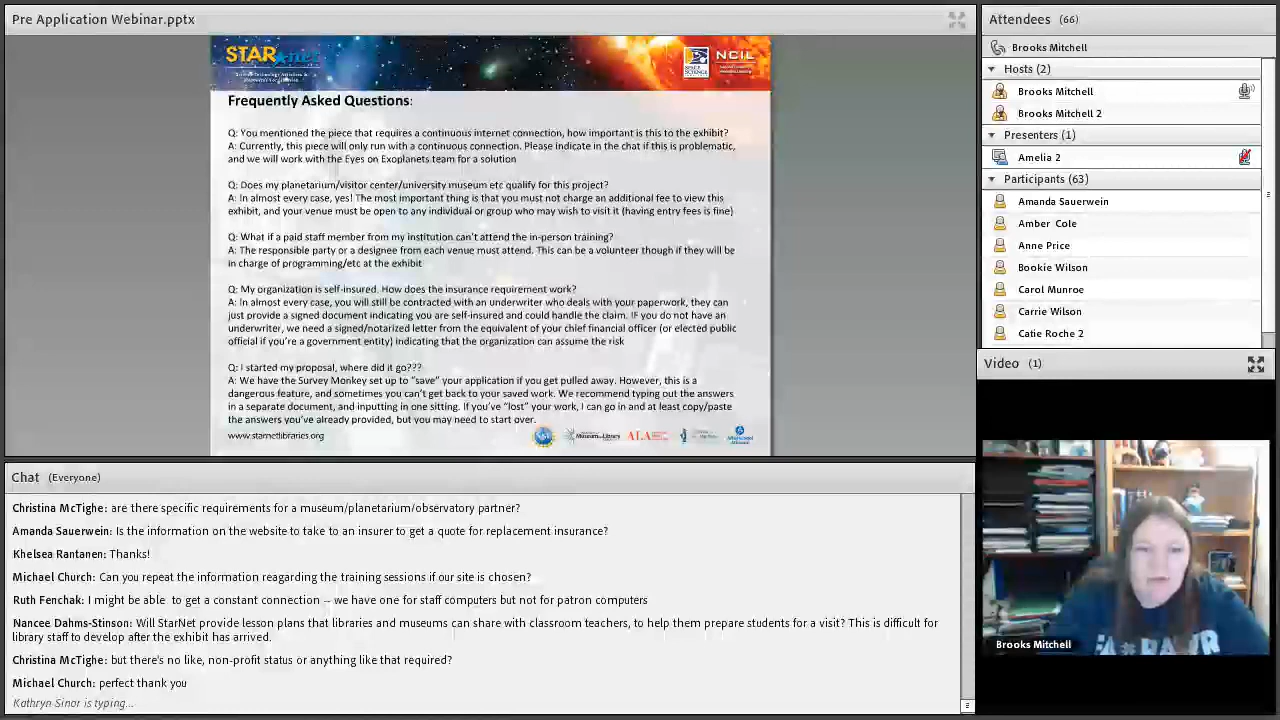 Pre Application Webinar.pptx
STAR net
NCIL
Frequently Asked Questions:
Q: You mentioned the piece that requires a continuous internet connection, how important is this to the exhibit?
A: Currently, this piece will only run with a continuous connection. Please indicate in the chat if this is problematic,
and we will work with the Eyes on Exoplanets team for a solution
Q: Does my planetarium/visitor center/university museum etc qualify for this project?
A: In almost every case, yes! The most important thing is that you must not charge an additional fee to view this
exhibit, and your venue must be open to any individual or group who may wish to visit it (having entry fees is fine)
Q: What if a paid staff member from my institution can't attend the in-person training?
A: The responsible party or a designee from each venue must attend. This can be a volunteer though if they will be
in charge of programming/etc at the exhibit
Q: My organization is self-insured. How does the insurance requirement work?
A: In almost every case, you will still be contracted with an underwriter who deals with your paperwork, they can
just provide a signed document indicating you are self-insured and could handle the claim. IF you do not have an
underwriter, we need a signed/notarized letter from the equivalent of your chief financial officer (or elected public
official if you're a government entity) indicating that the organization can assume the risk
Q: I started my proposal, where did it go???
A: We have the Survey Monkey set up to "save" your application if you get pulled away. However, this is a
dangerous feature, and sometimes you can't get back to your saved work. We recommend typing out the answers
in a separate document, and inputting in one sitting. If you've "lost" your work, I can go in and at least copy/paste
the answers you've already provided, but you may need to start over.
www.starnetlibraries.org
Museum and Library
ALA
Chat (Everyone)
Christina McTighe: are there specific requirements for a museum/planetarium/observatory partner?
Amanda Sauerwein: Is the information on the website to take to an insurer to get a quote for replacement insurance?
Khelsea Rantanen: Thanks!
Michael Church: Can you repeat the information reagarding the training sessions if our site is chosen?
Ruth Fenchak: I might be able to get a constant connection -- we have one for staff computers but not for patron computers
Nancee Dahms-Stinson: Will StarNet provide lesson plans that libraries and museums can share with classroom teachers, to help them prepare students for a visit? This is difficult for
library staff to develop after the exhibit has arrived.
Christina McTighe: but there's no like, non-profit status or anything like that required?
Michael Church: perfect thank you
Kathryn Sinor is typing...
Attendees (66)
Brooks Mitchell
Hosts (2)
Brooks Mitchell
Brooks Mitchell 2
Presenters (1)
Amelia 2
Participants (63)
Amanda Sauerwein
Amber Cole
Anne Price
Bookie Wilson
Carol Munroe
Carrie Wilson
Catie Roche 2
Video (1)
Brooks Mitchell